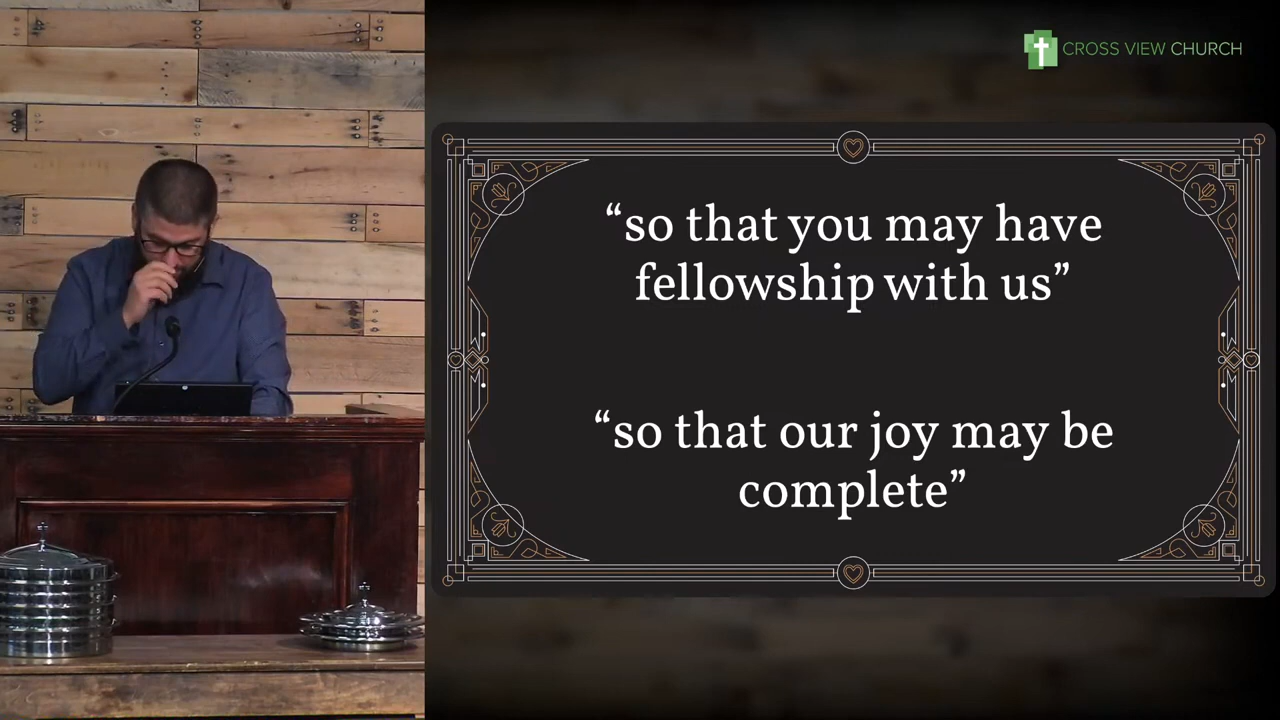 CROSS VIEW CHURCH
“so that you may have
fellowship with us”
“so that our joy may be
complete”